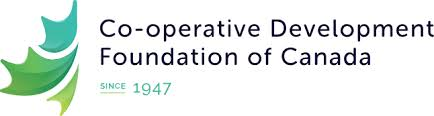 Co-operative Development
Foundation of Canada
SINCE 1947